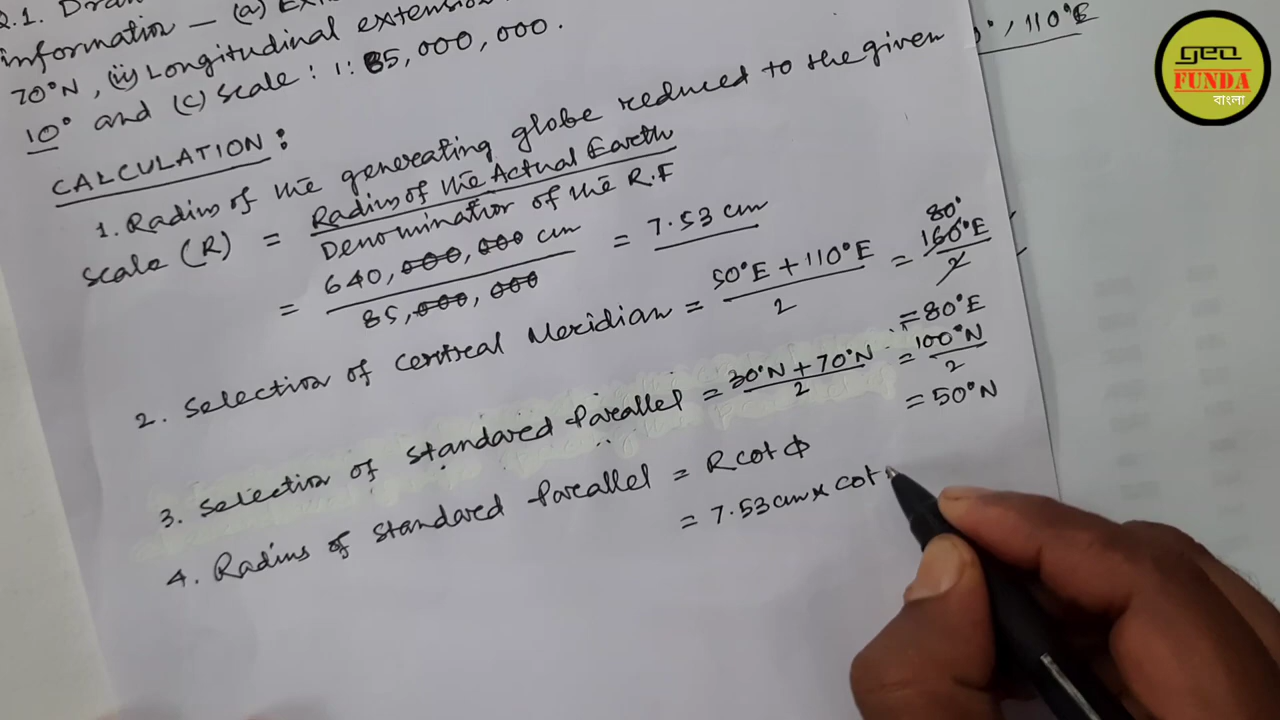 Q.1. Draw
information – (a) Ex
70°N, (ii) Longitudinal extension °, 110°E
10° and (c) Scale : 1: 85,000,000.
CALCULATION :
1. Radius of the generating globe reduced to the given
Scale (R) = Radius of the Actual Earth
Denominatior of the R.F
= 640,000,000 cm = 7.53 cm
85,000,000
2. Selection of Central Meridian = 50°E + 110°E = 80° 160°E
2 2
= 80°E
3. Selection of Standard Parallel = 30°N + 70°N = 100°N
2 2
= 50°N
4. Radius of Standard Parallel = R cot ф
= 7.53 cm x cot
geo
FUNDA
বাংলা